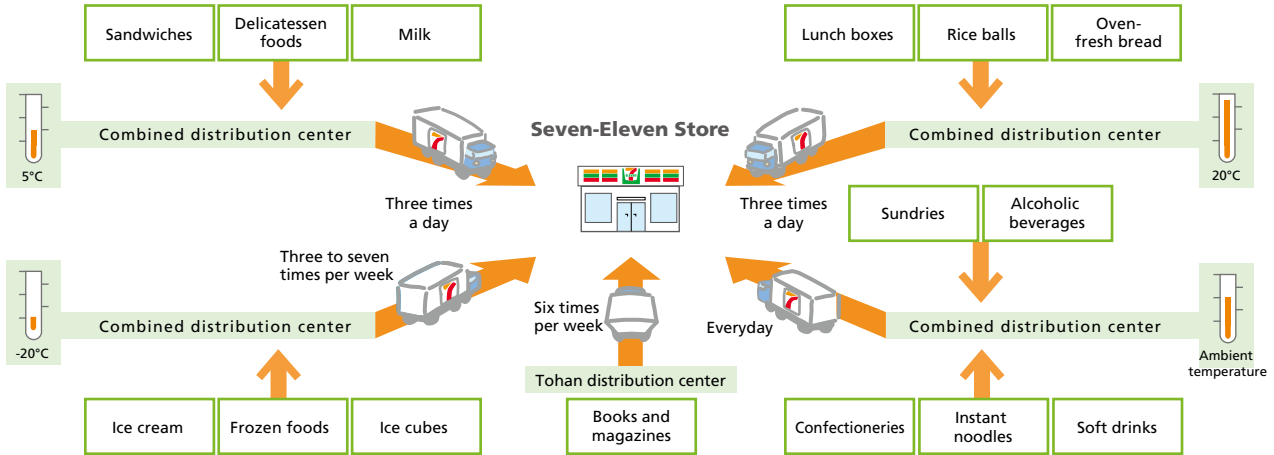 Sandwiches
Delicatessen
foods
Milk
Lunch boxes
Rice balls
Oven-
fresh bread
5°C
Combined distribution center
Seven-Eleven Store
Combined distribution center
20°C
Three times
a day
Three times
a day
Sundries
Alcoholic
beverages
Three to seven
times per week
-20°C
Combined distribution center
Six times
per week
Everyday
Combined distribution center
Ambient
temperature
Tohan distribution center
Ice cream
Frozen foods
Ice cubes
Books and
magazines
Confectioneries
Instant
noodles
Soft drinks